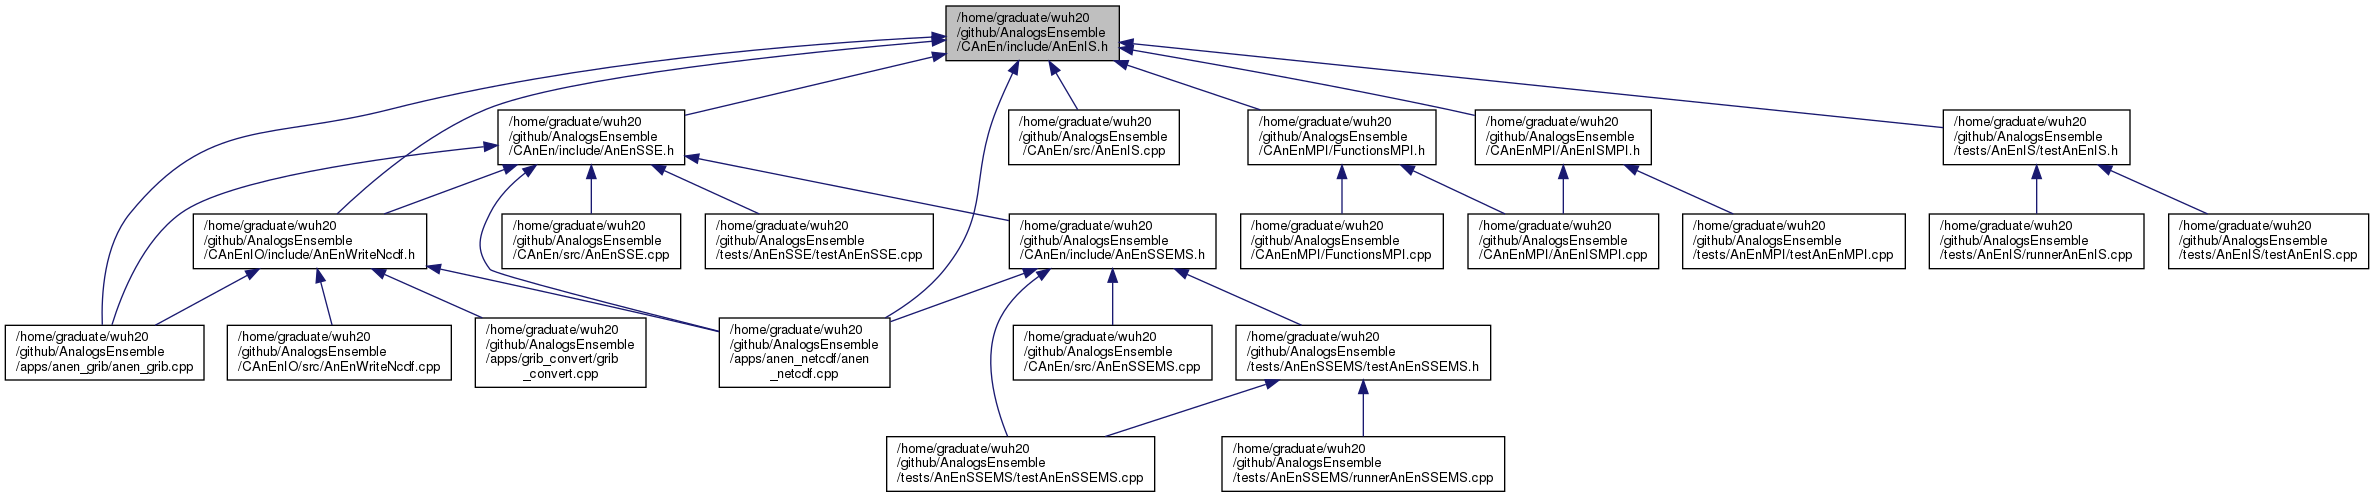 /home/graduate/wuh20
/github/AnalogsEnsemble
/CAnEn/include/AnEnIS.h
/home/graduate/wuh20
/github/AnalogsEnsemble
/CAnEn/include/AnEnSSE.h
/home/graduate/wuh20
/github/AnalogsEnsemble
/CAnEn/src/AnEnIS.cpp
/home/graduate/wuh20
/github/AnalogsEnsemble
/CAnEnMPI/FunctionsMPI.h
/home/graduate/wuh20
/github/AnalogsEnsemble
/CAnEnMPI/AnEnISMPI.h
/home/graduate/wuh20
/github/AnalogsEnsemble
/tests/AnEnIS/testAnEnIS.h
/home/graduate/wuh20
/github/AnalogsEnsemble
/CAnEnIO/include/AnEnWriteNcdf.h
/home/graduate/wuh20
/github/AnalogsEnsemble
/CAnEn/src/AnEnSSE.cpp
/home/graduate/wuh20
/github/AnalogsEnsemble
/tests/AnEnSSE/testAnEnSSE.cpp
/home/graduate/wuh20
/github/AnalogsEnsemble
/CAnEn/include/AnEnSSEMS.h
/home/graduate/wuh20
/github/AnalogsEnsemble
/CAnEnMPI/FunctionsMPI.cpp
/home/graduate/wuh20
/github/AnalogsEnsemble
/CAnEnMPI/AnEnISMPI.cpp
/home/graduate/wuh20
/github/AnalogsEnsemble
/tests/AnEnMPI/testAnEnMPI.cpp
/home/graduate/wuh20
/github/AnalogsEnsemble
/tests/AnEnIS/runnerAnEnIS.cpp
/home/graduate/wuh20
/github/AnalogsEnsemble
/tests/AnEnIS/testAnEnIS.cpp
/home/graduate/wuh20
/github/AnalogsEnsemble
/apps/anen_grib/anen_grib.cpp
/home/graduate/wuh20
/github/AnalogsEnsemble
/CAnEnIO/src/AnEnWriteNcdf.cpp
/home/graduate/wuh20
/github/AnalogsEnsemble
/apps/grib_convert/grib
_convert.cpp
/home/graduate/wuh20
/github/AnalogsEnsemble
/apps/anen_netcdf/anen
_netcdf.cpp
/home/graduate/wuh20
/github/AnalogsEnsemble
/CAnEn/src/AnEnSSEMS.cpp
/home/graduate/wuh20
/github/AnalogsEnsemble
/tests/AnEnSSEMS/testAnEnSSEMS.h
/home/graduate/wuh20
/github/AnalogsEnsemble
/tests/AnEnSSEMS/testAnEnSSEMS.cpp
/home/graduate/wuh20
/github/AnalogsEnsemble
/tests/AnEnSSEMS/runnerAnEnSSEMS.cpp